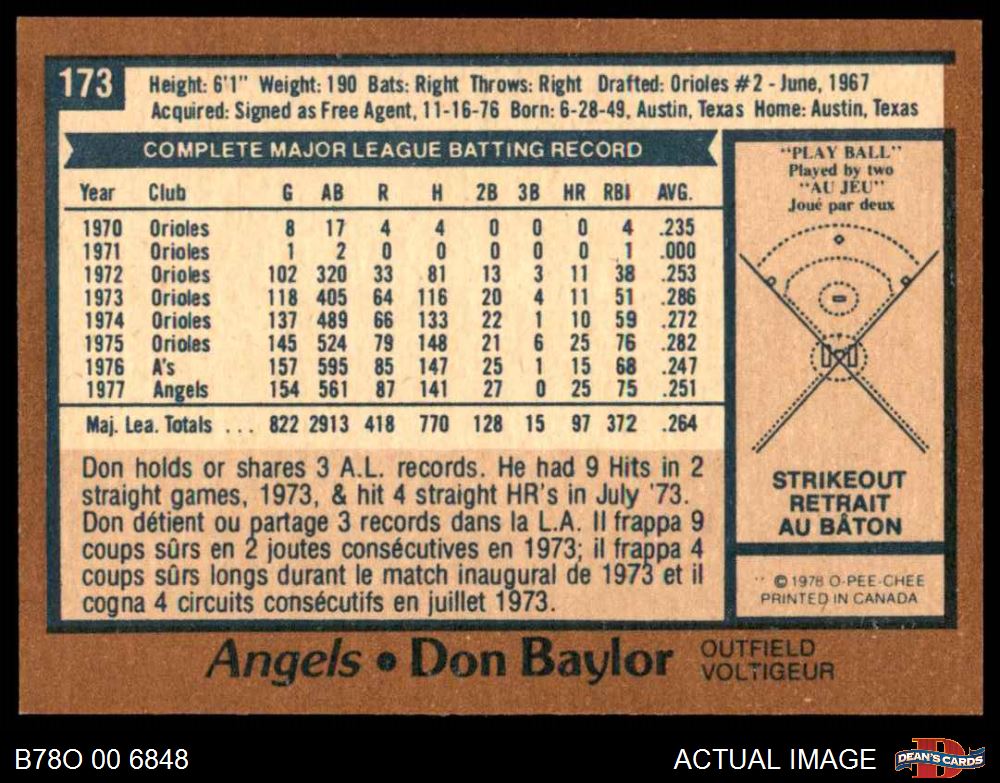 173
Height: 6'1" Weight: 190 Bats: Right Throws: Right Drafted: Orioles #2 - June, 1967
Acquired: Signed as Free Agent, 11-16-76 Born: 6-28-49, Austin, Texas Home: Austin, Texas
COMPLETE MAJOR LEAGUE BATTING RECORD
Year Club G AB R H 2B 3B HR RBI AVG.
1970 Orioles 8 17 4 4 0 0 0 4 .235
1971 Orioles 1 2 0 0 0 0 0 1 .000
1972 Orioles 102 320 33 81 13 3 11 38 .253
1973 Orioles 118 405 64 116 20 4 11 51 .286
1974 Orioles 137 489 66 133 22 1 10 59 .272
1975 Orioles 145 524 79 148 21 6 25 76 .282
1976 A's 157 595 85 147 25 1 15 68 .247
1977 Angels 154 561 87 141 27 0 25 75 .251
Maj. Lea. Totals ... 822 2913 418 770 128 15 97 372 .264
Don holds or shares 3 A.L. records. He had 9 Hits in 2
straight games, 1973, & hit 4 straight HR's in July '73.
Don détient ou partage 3 records dans la L.A. Il frappa 9
coups sûrs en 2 joutes consécutives en 1973; il frappa 4
coups sûrs longs durant le match inaugural de 1973 et il
cogna 4 circuits consécutifs en juillet 1973.
"PLAY BALL"
Played by two
"AU JEU"
Joué par deux
STRIKEOUT
RETRAIT
AU BÂTON
© 1978 O-PEE-CHEE
PRINTED IN CANADA
Angels • Don Baylor
OUTFIELD
VOLTIGEUR
B78O 00 6848
ACTUAL IMAGE
DEAN'S CARDS